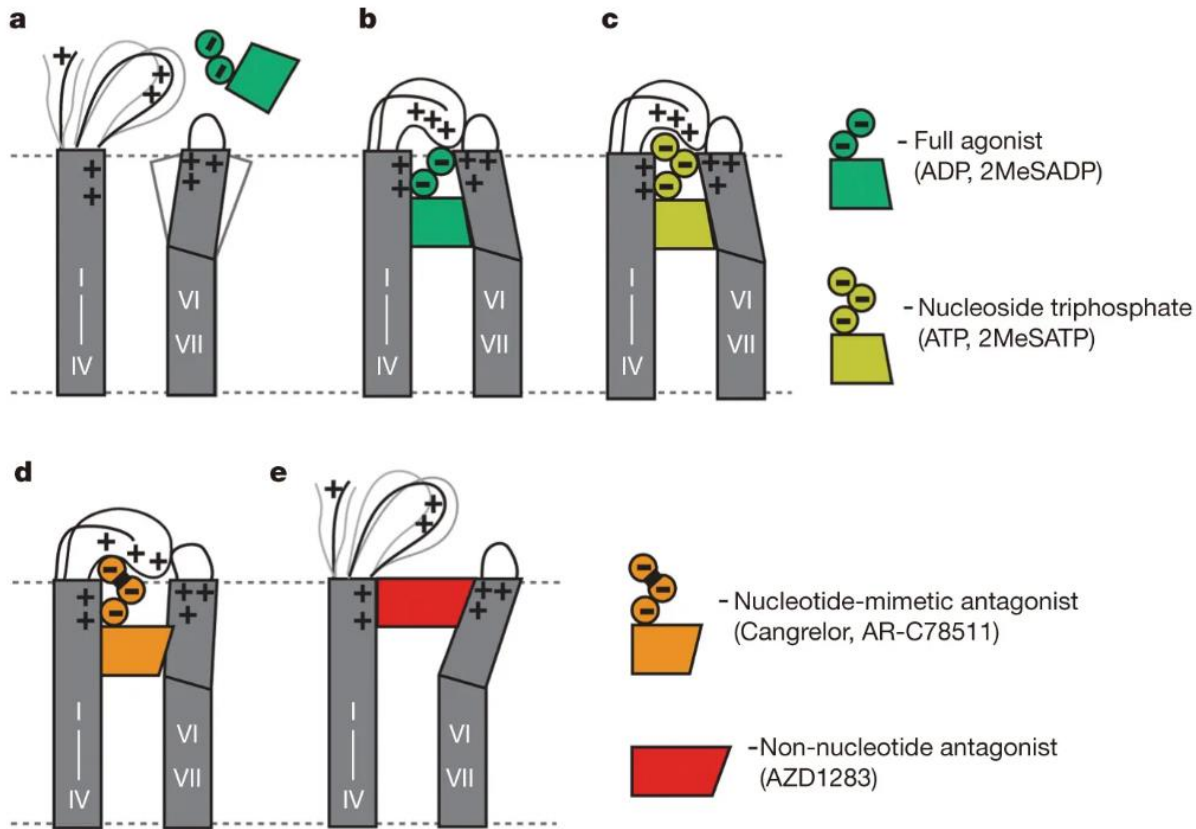 a
b
c
+
+
+
+
+
+
+
+
−
−
I
IV
VI
VII
+
+
+
+
+
+
+
+
−
−
I
IV
VI
VII
+
+
+
+
+
+
+
+
−
−
−
I
IV
VI
VII
− Full agonist
(ADP, 2MeSADP)
− Nucleoside triphosphate
(ATP, 2MeSATP)
d
e
+
+
+
+
+
+
+
+
−
−
−
I
IV
VI
VII
+
+
+
+
+
+
+
+
I
IV
VI
VII
− Nucleotide-mimetic antagonist
(Cangrelor, AR-C78511)
− Non-nucleotide antagonist
(AZD1283)